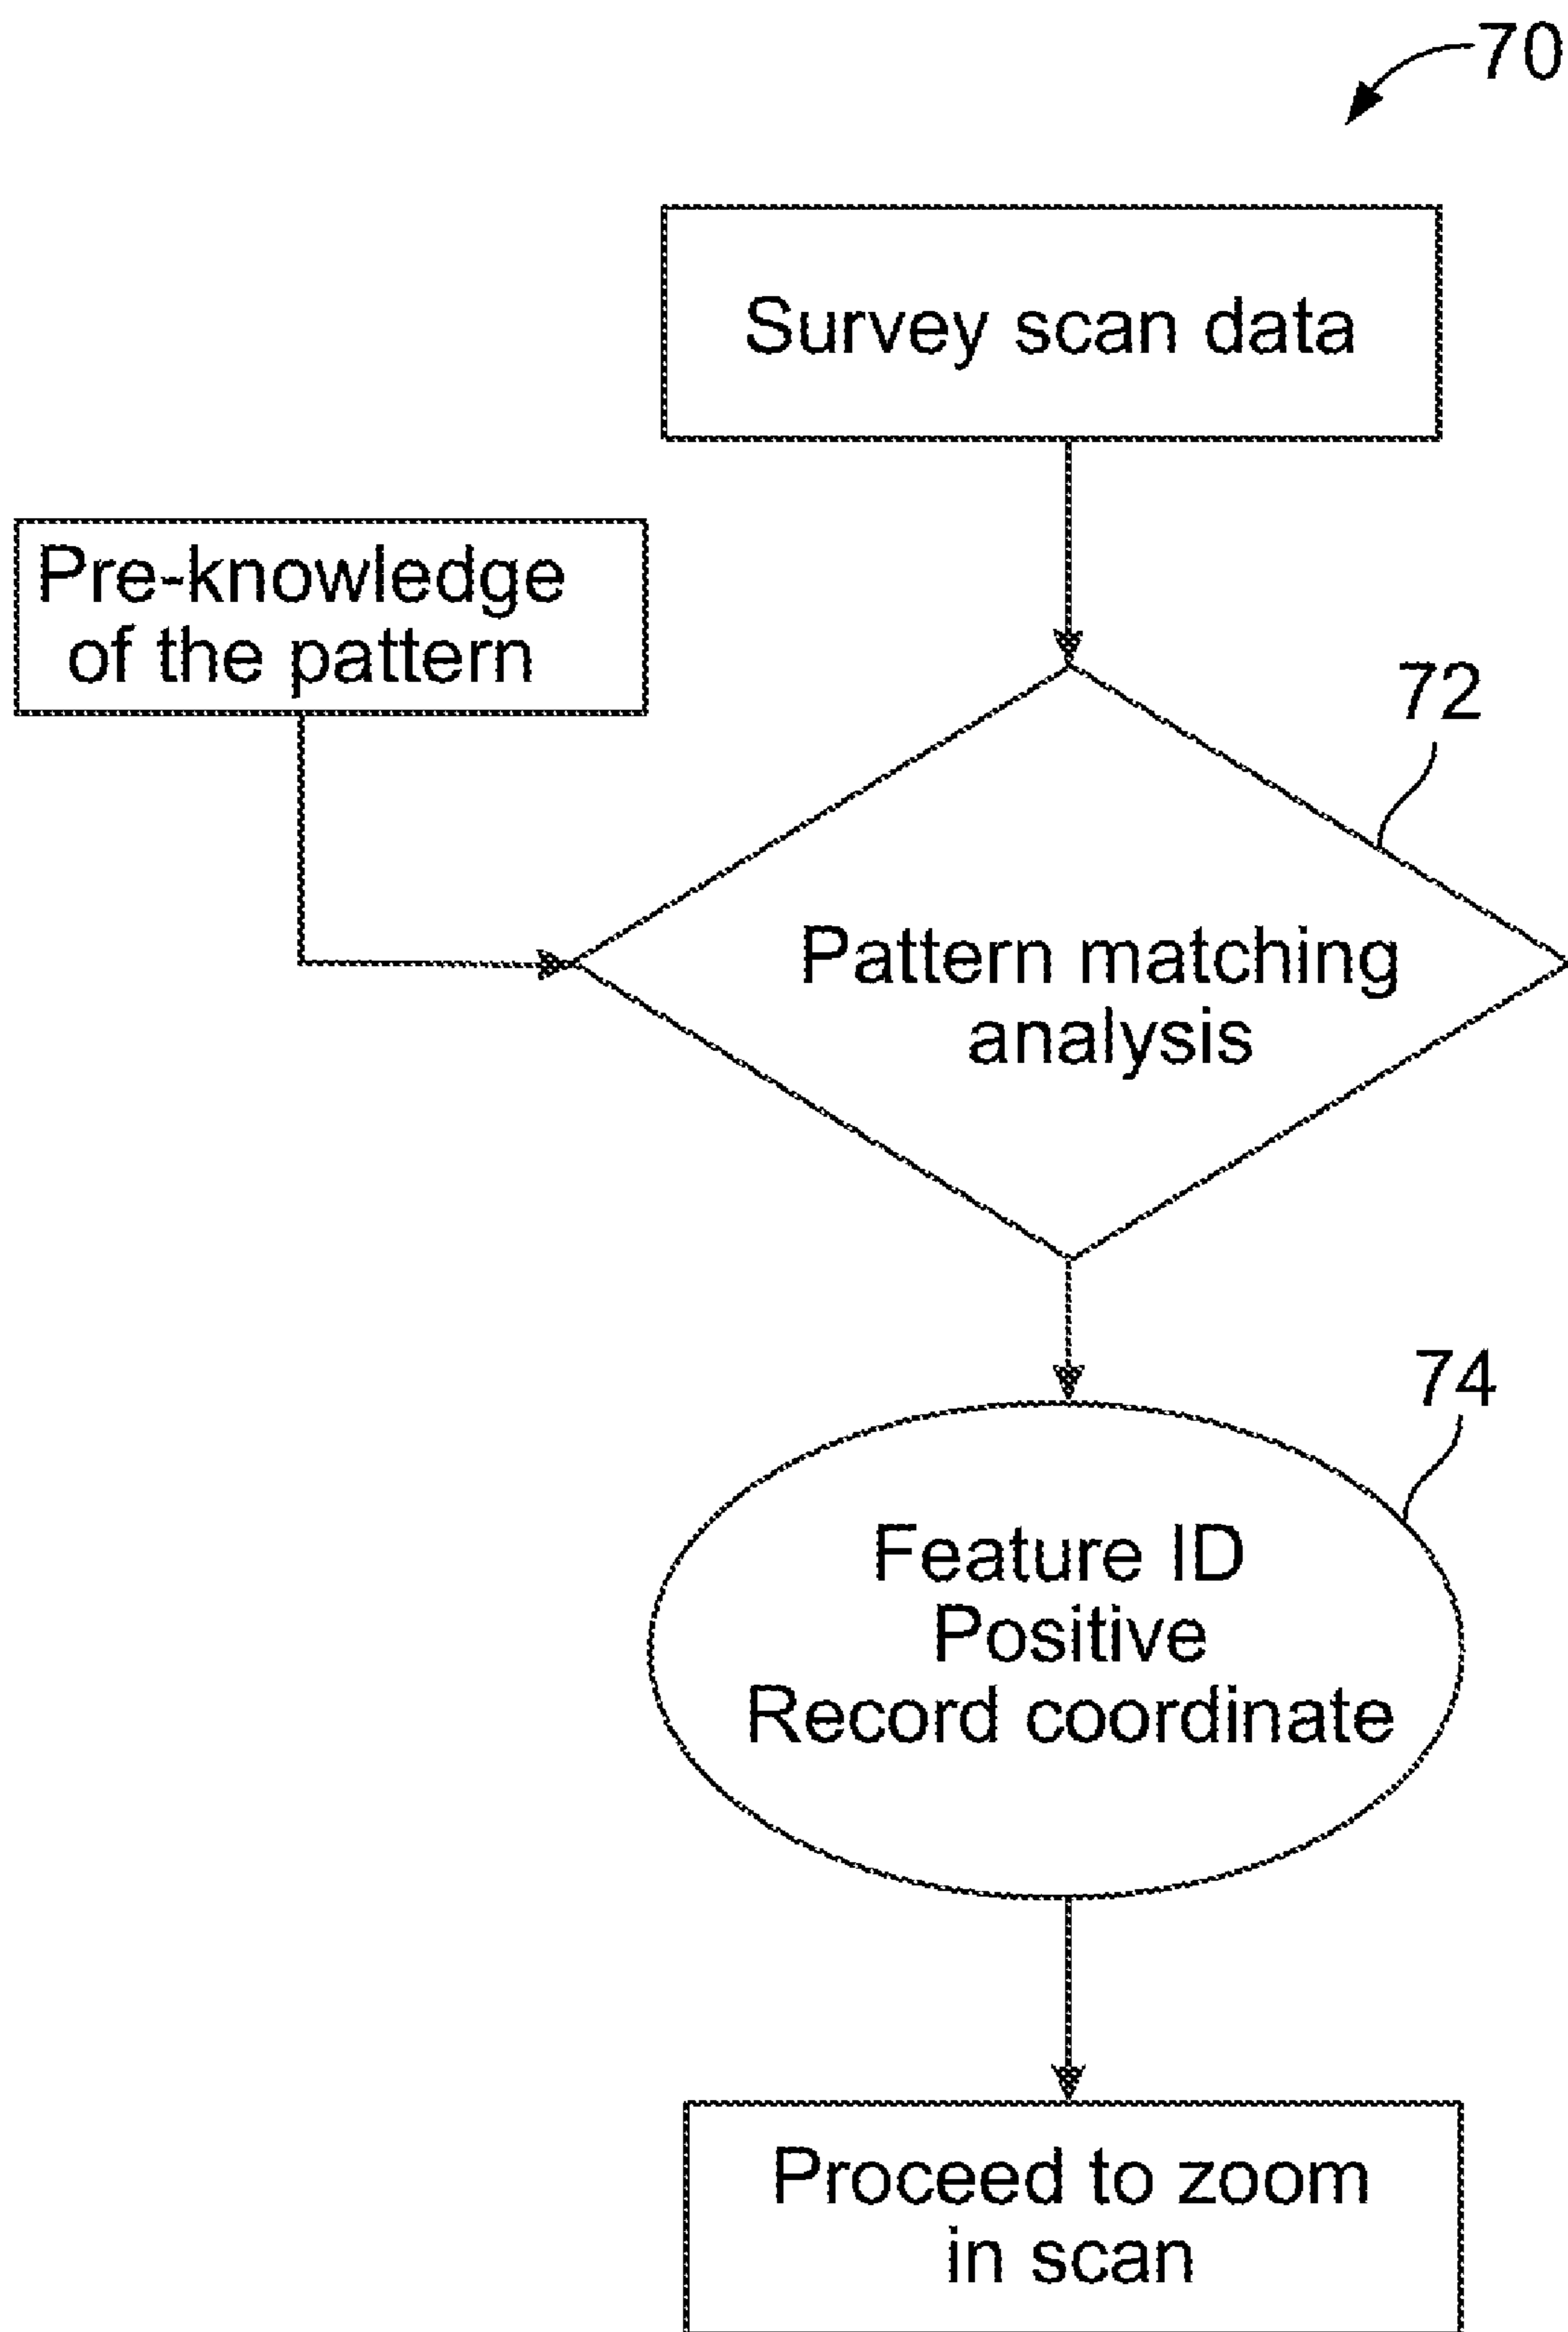 70
Survey scan data
Pre-knowledge
of the pattern
72
Pattern matching
analysis
74
Feature ID
Positive
Record coordinate
Proceed to zoom
in scan